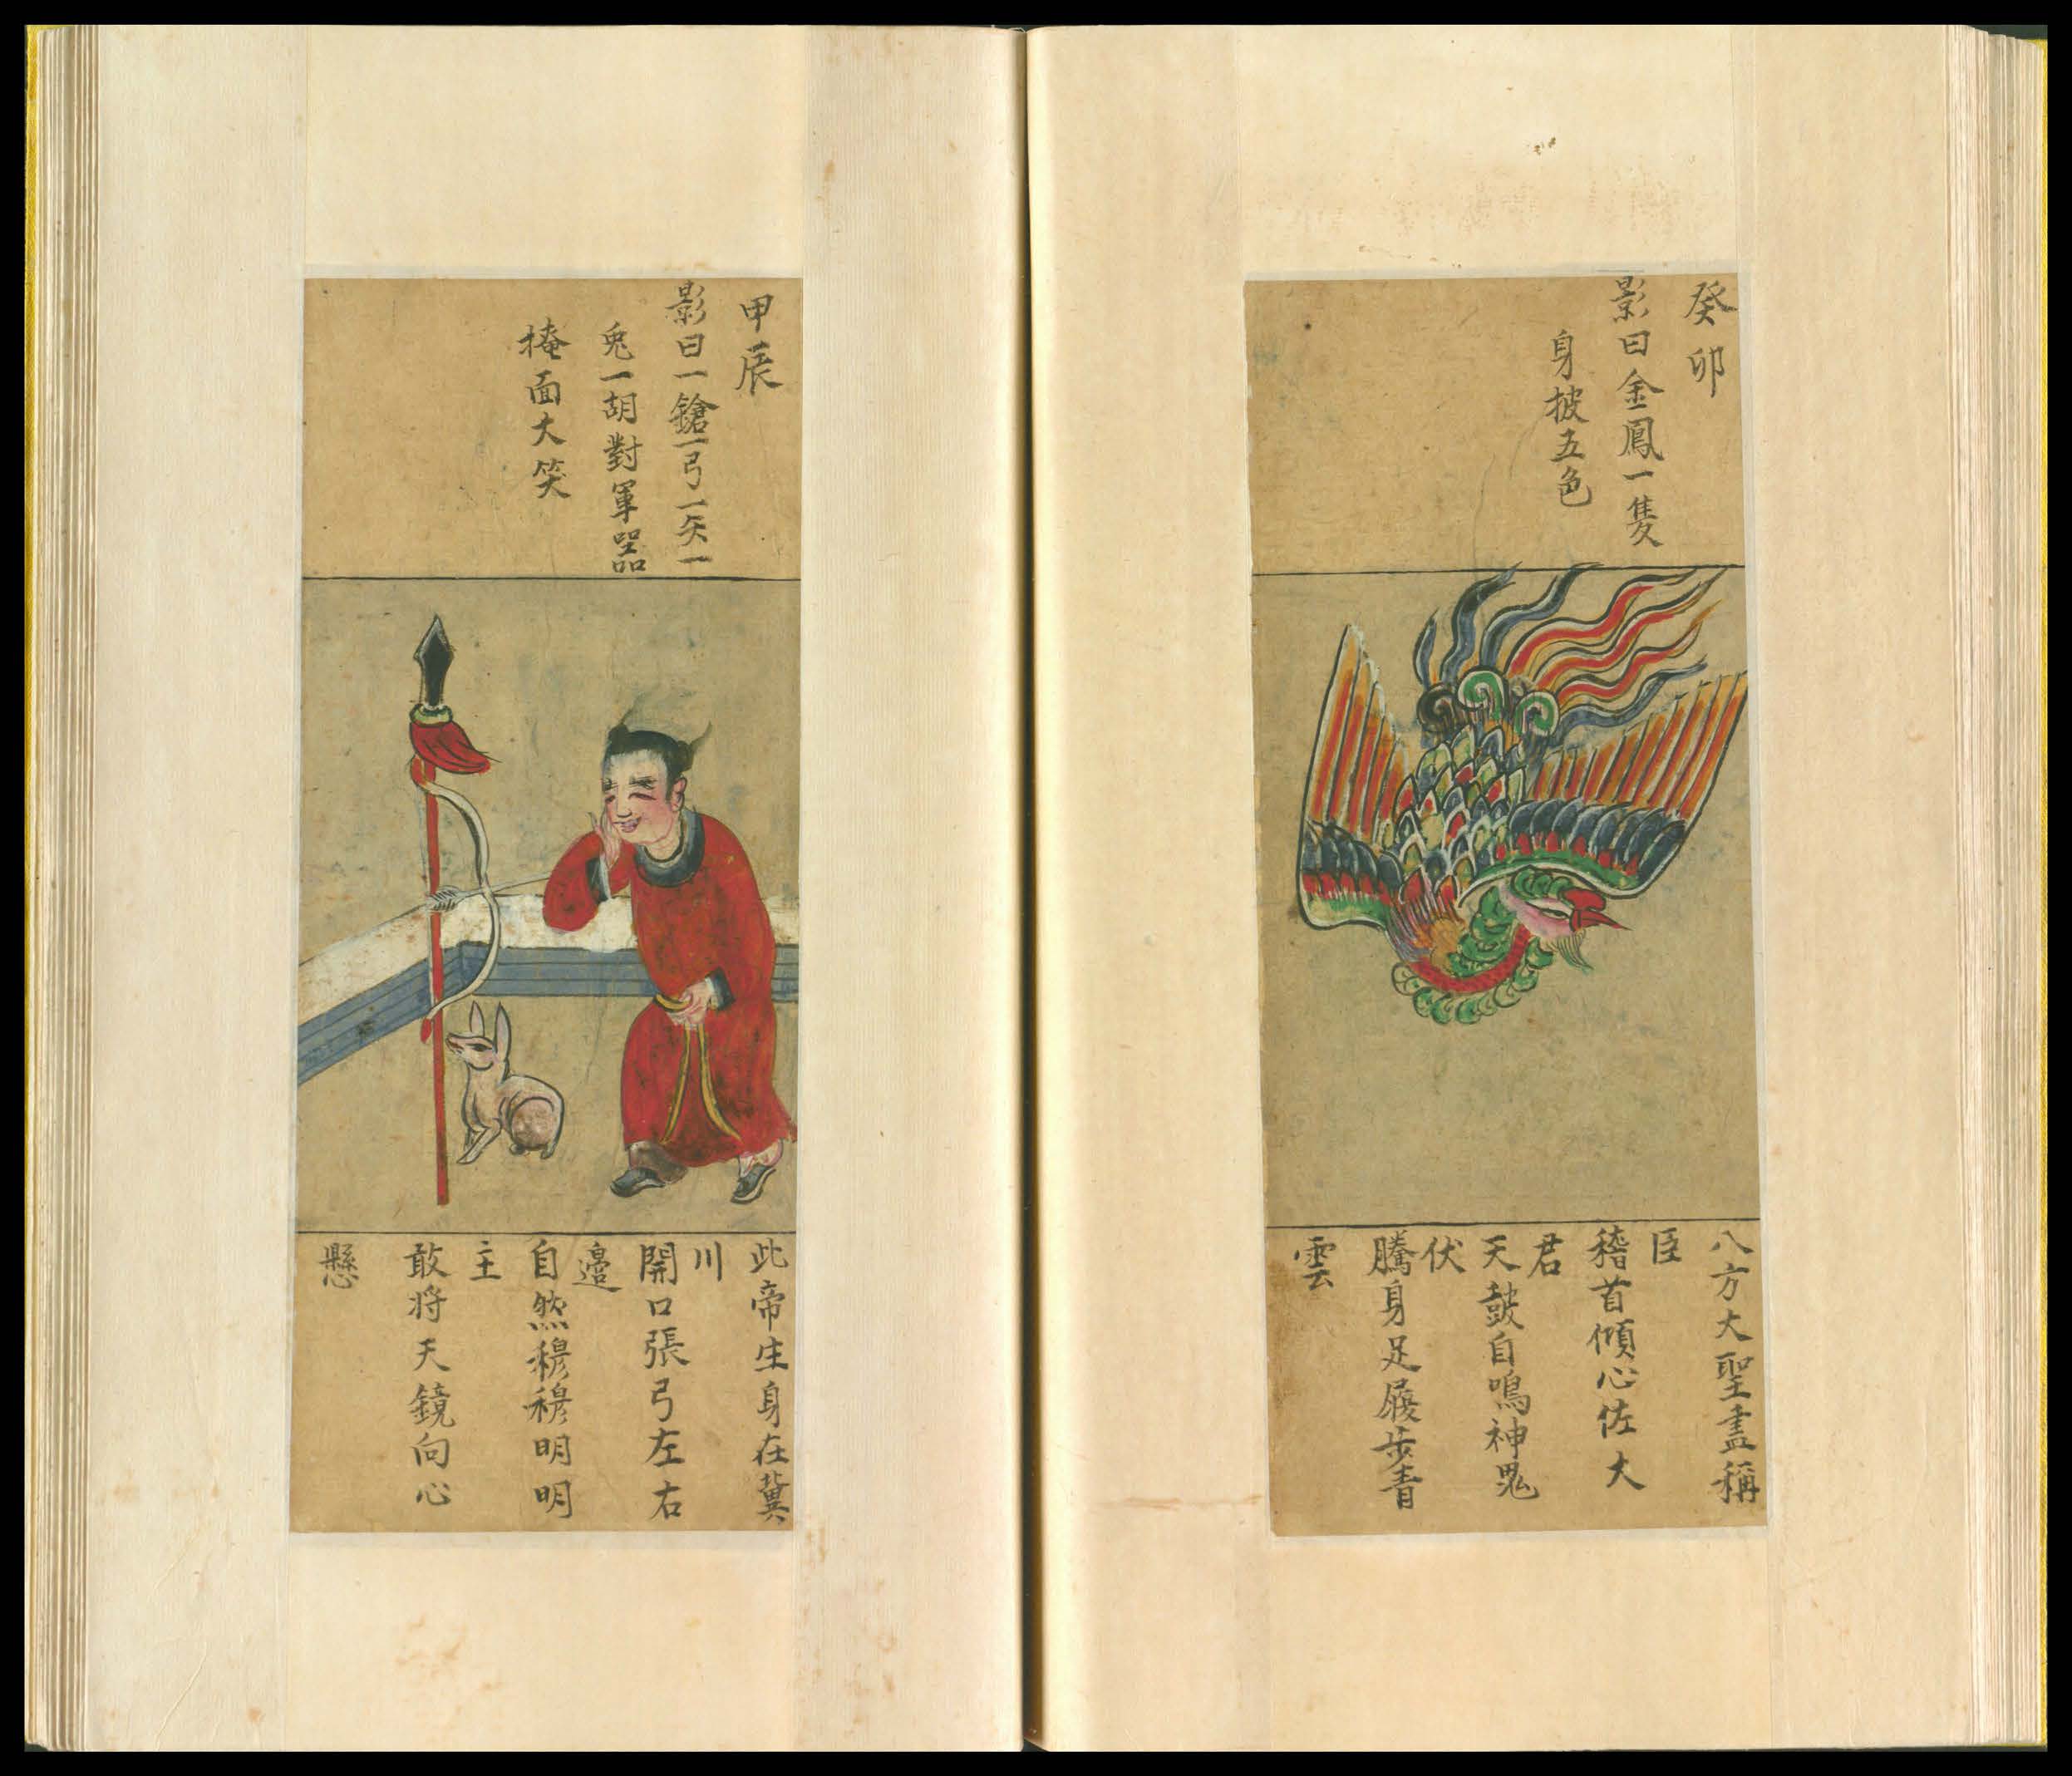 癸卯
影曰金鳳一隻
身披五色
八方大聖盡稱
臣
稽首傾心佐大
君
天鼓自鳴神鬼
伏
騰身足履步青
雲
甲辰
影曰一鎗一弓一矢一
兎一胡對軍器
掩面大笑
此帝生身在冀
川
開口張弓左右
邉
自然穆穆明明
主
敢将天鏡向心
懸